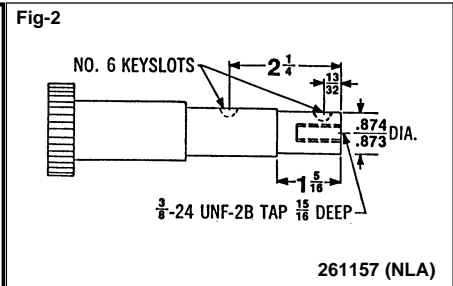 Fig-2
NO. 6 KEYSLOTS
2 1/4
13/32
.874
.873 DIA.
1 5/16
3/8-24 UNF-2B TAP 15/16 DEEP
261157 (NLA)